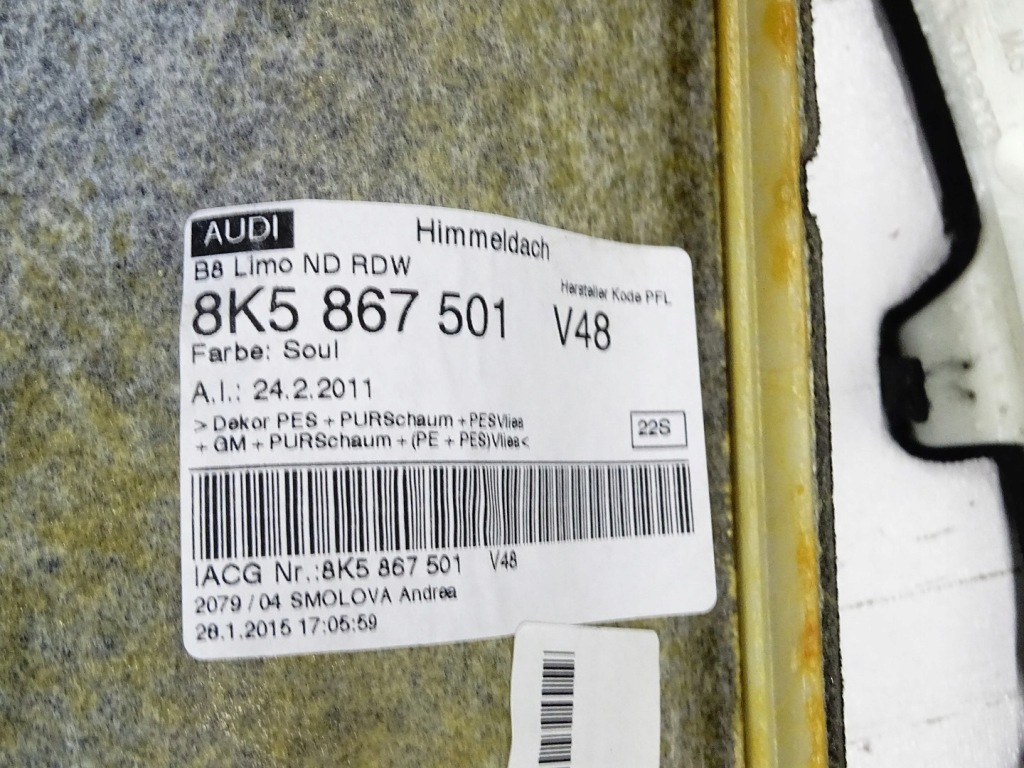 AUDI Himmeldach
B8 Limo ND RDW
Hersteller Kode PFL
8K5 867 501 V48
Farbe: Soul
A.I.: 24.2.2011
> Dekor PES + PURSchaum + PESVlies
+ GM + PURSchaum + (PE + PES)Vlies<
22S
IACG Nr.:8K5 867 501 V48
2079 / 04 SMOLOVA Andrea
28.1.2015 17:05:59